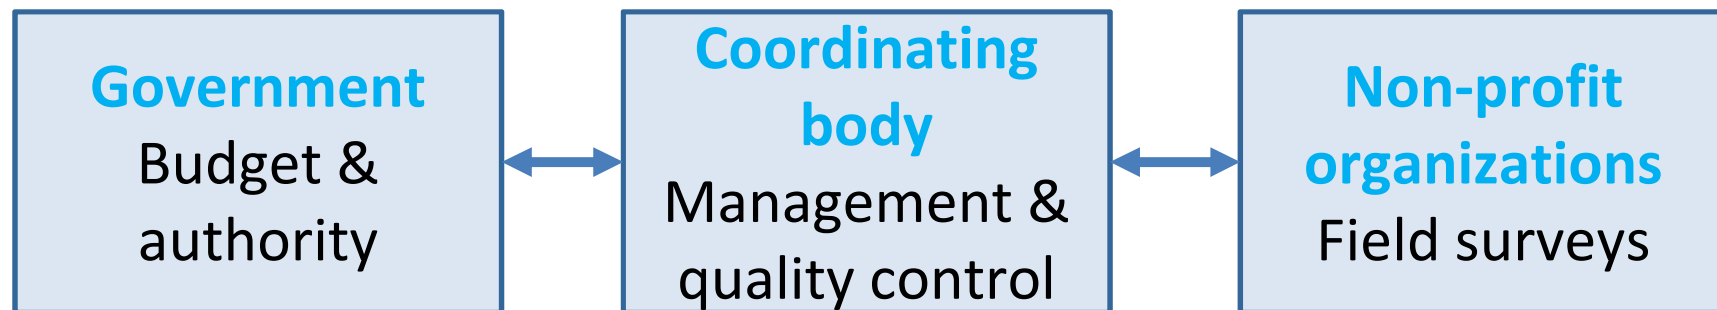 Government
Budget &
authority
Coordinating
body
Management &
quality control
Non-profit
organizations
Field surveys